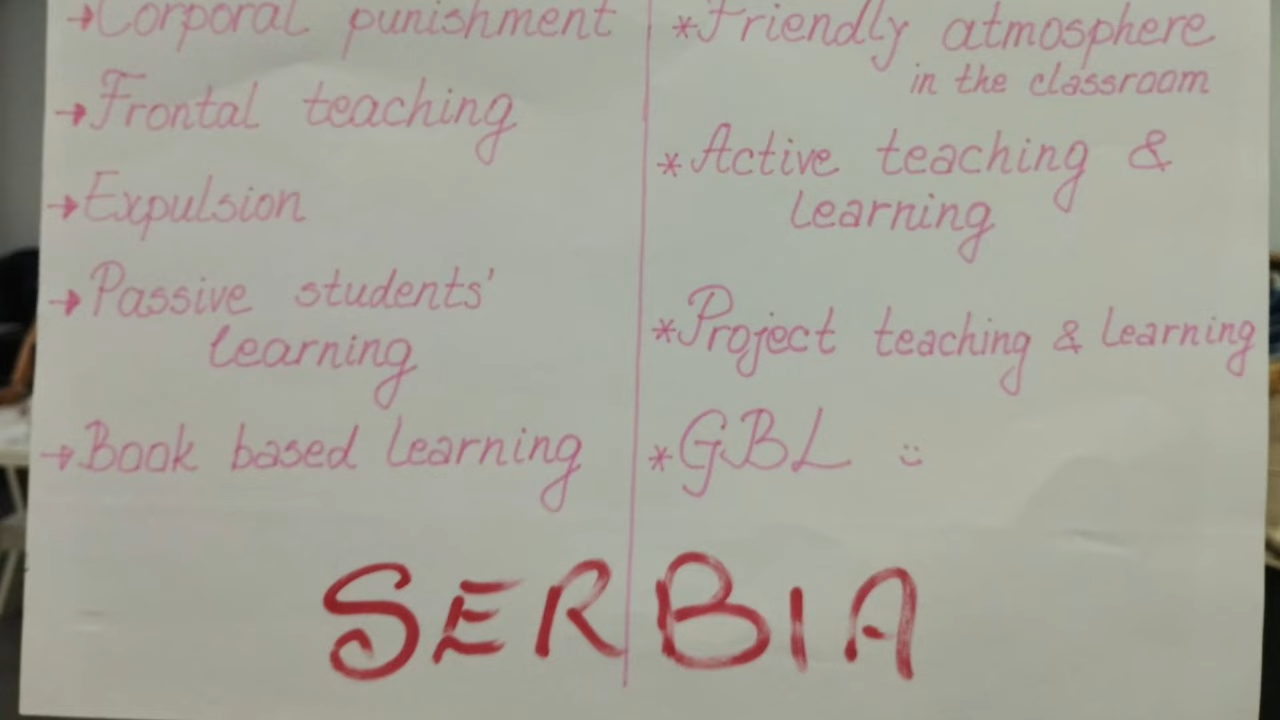 →Corporal punishment
→Frontal teaching
→Expulsion
→Passive students'
learning
→Book based learning
*Friendly atmosphere
in the classroom
*Active teaching &
learning
*Project teaching & learning
*GBL :)
SERBIA